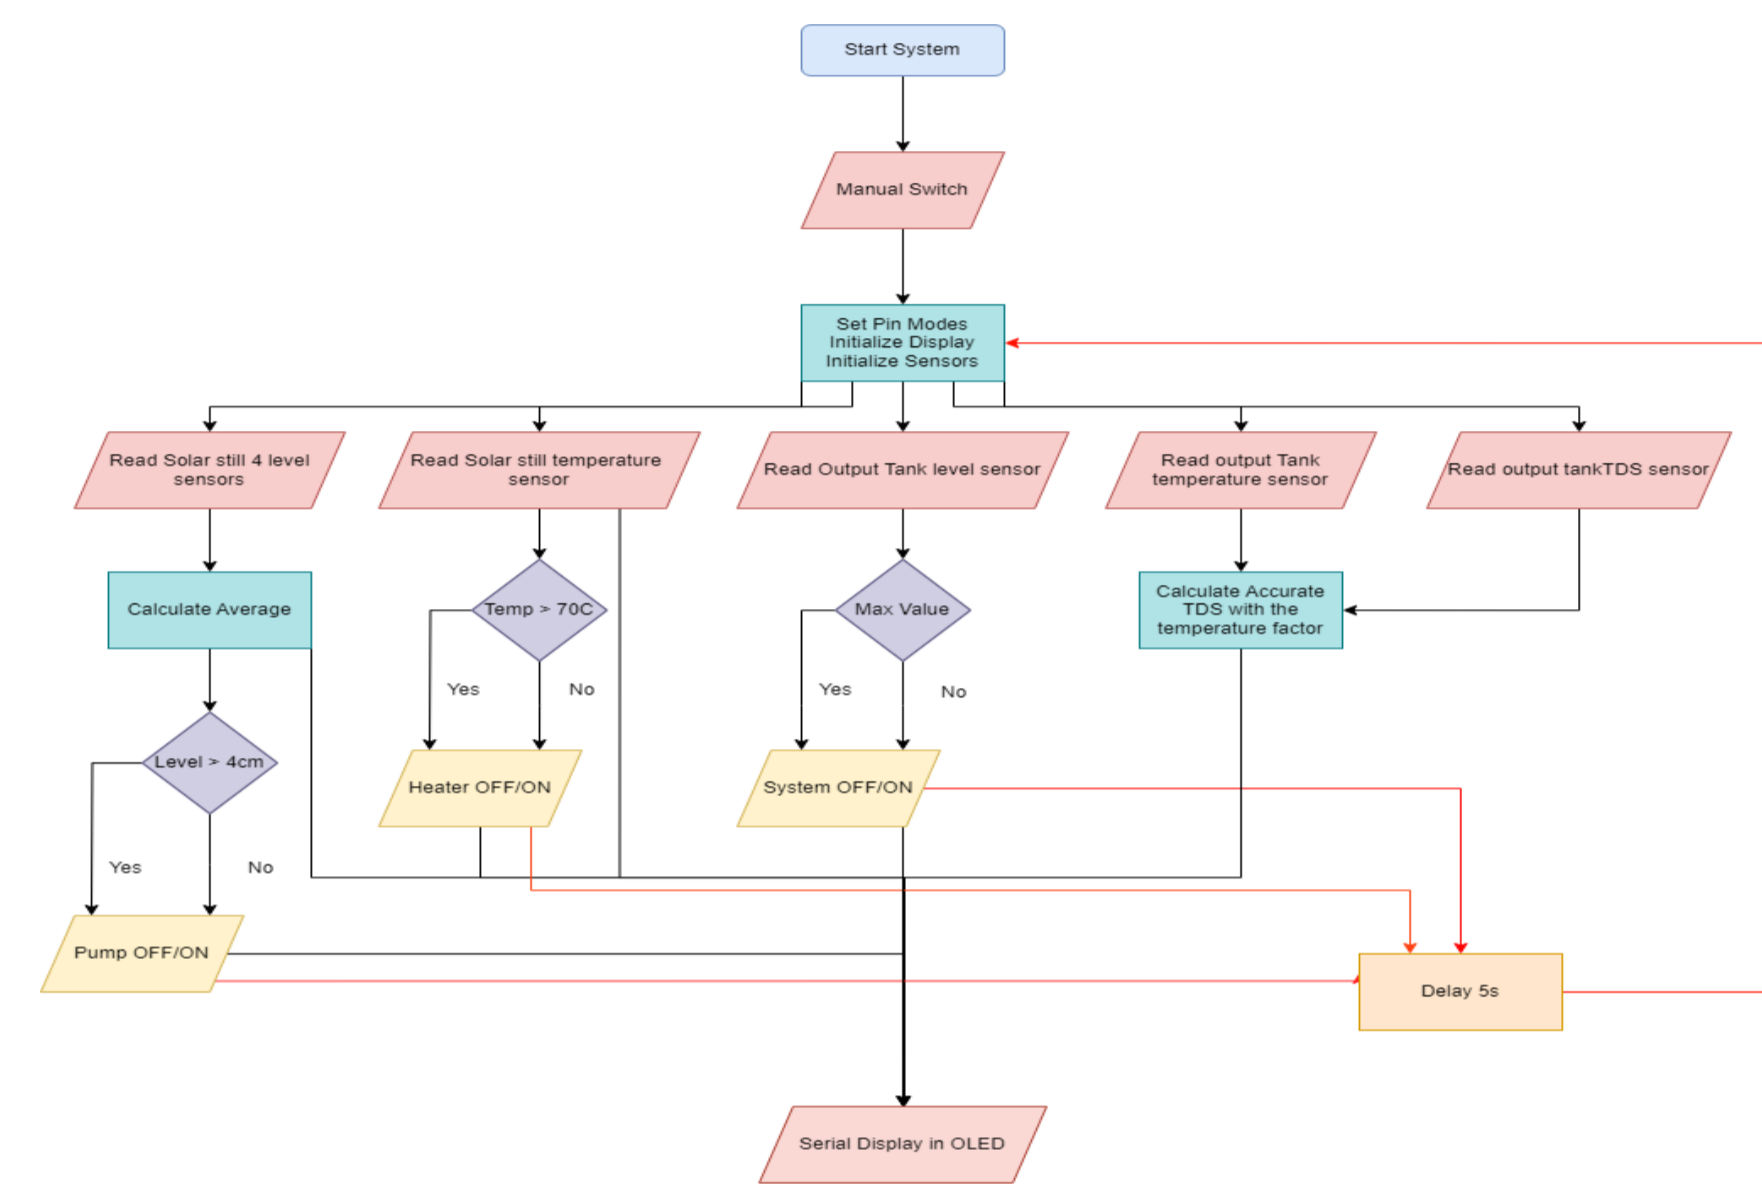 Start System
Manual Switch
Set Pin Modes
Initialize Display
Initialize Sensors
Read Solar still 4 level
sensors
Read Solar still temperature
sensor
Read Output Tank level sensor
Read output Tank
temperature sensor
Read output tankTDS sensor
Calculate Average
Temp > 70C
Max Value
Calculate Accurate
TDS with the
temperature factor
Yes
No
Yes
No
Level > 4cm
Heater OFF/ON
System OFF/ON
Yes
No
Pump OFF/ON
Delay 5s
Serial Display in OLED